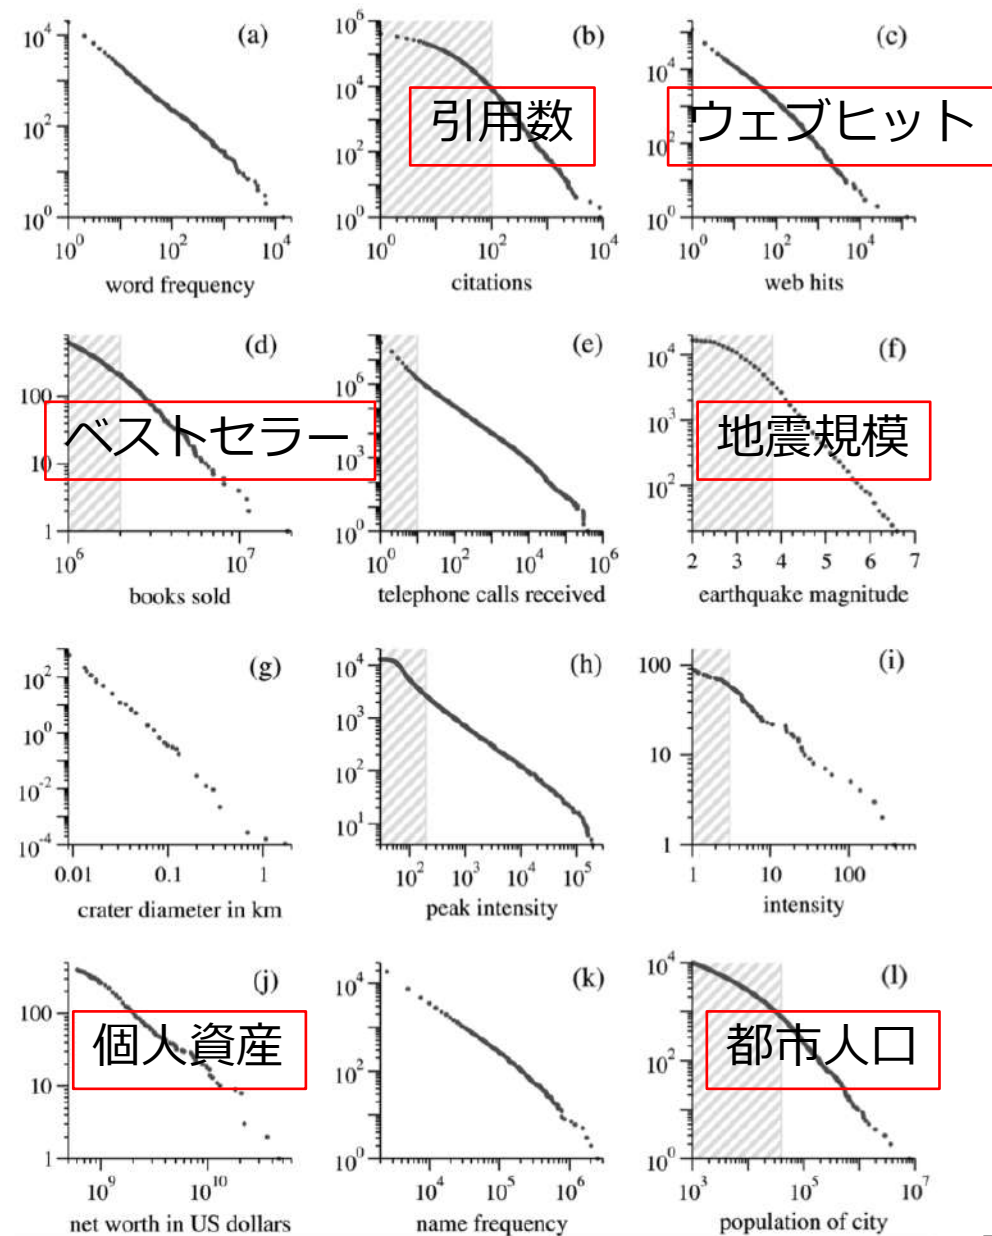 (a)
10^4
10^2
10^0
10^0 10^2 10^4
word frequency
(b)
10^6
10^4
10^2
10^0
引用数
10^0 10^2 10^4
citations
(c)
10^4
10^2
10^0
ウェブヒット
10^0 10^2 10^4
web hits
(d)
100
10
1
ベストセラー
10^6 10^7
books sold
(e)
10^6
10^3
10^0
10^0 10^2 10^4 10^6
telephone calls received
(f)
10^4
10^3
10^2
地震規模
2 3 4 5 6 7
earthquake magnitude
(g)
10^2
10^0
10^-2
10^-4
0.01 0.1 1
crater diameter in km
(h)
10^4
10^3
10^2
10^1
10^2 10^3 10^4 10^5
peak intensity
(i)
100
10
1
1 10 100
intensity
(j)
100
10
1
個人資産
10^9 10^10
net worth in US dollars
(k)
10^4
10^2
10^0
10^4 10^5 10^6
name frequency
(l)
10^4
10^2
10^0
都市人口
10^3 10^5 10^7
population of city